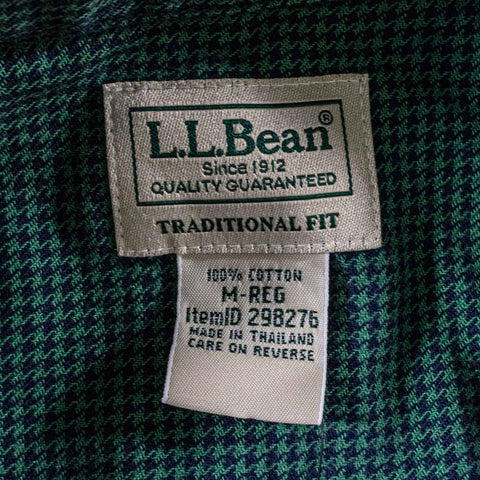 L.L.Bean®
Since 1912
QUALITY GUARANTEED
TRADITIONAL FIT
100% COTTON
M-REG
ItemID 298276
MADE IN THAILAND
CARE ON REVERSE